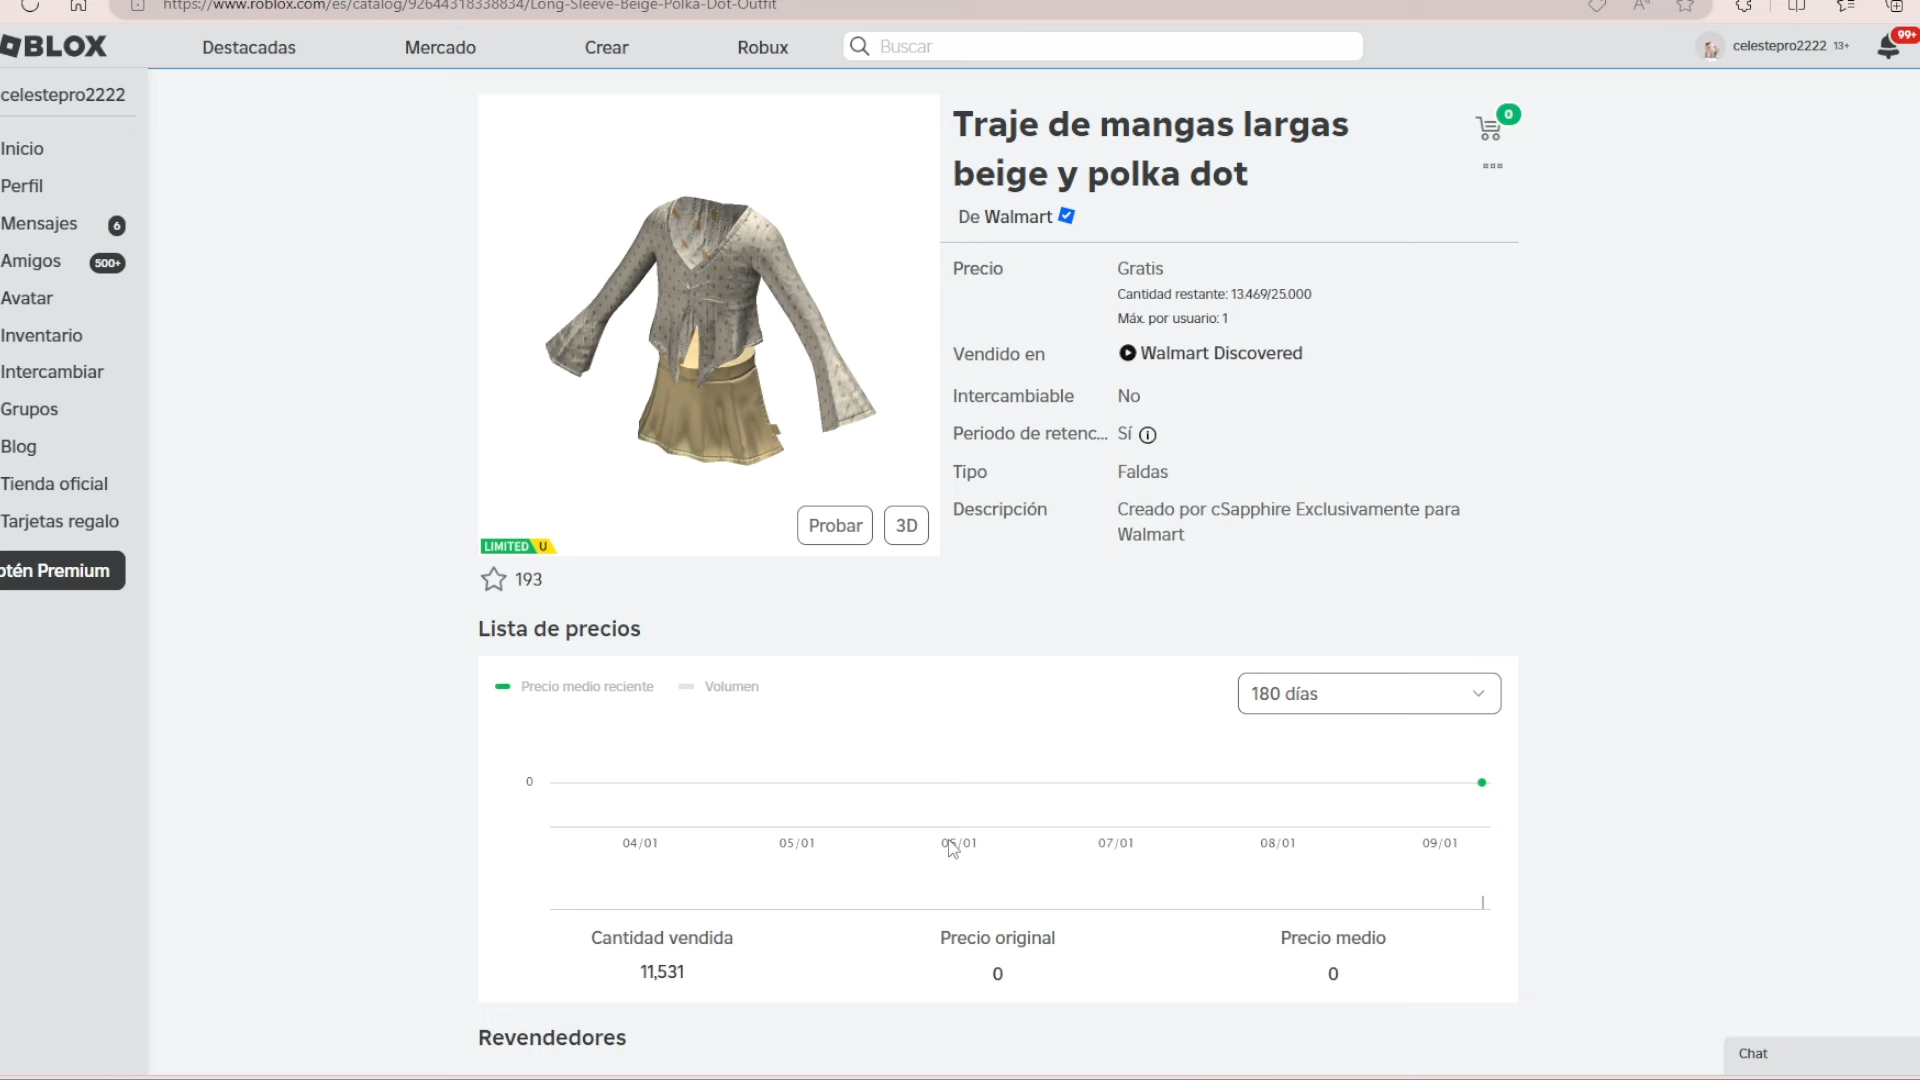 https://www.roblox.com/es/catalog/92644318338834/Long-Sleeve-Beige-Polka-Dot-Outfit
BLOX
Destacadas
Mercado
Crear
Robux
Buscar
celestepro2222 13+
99+
celestepro2222
Inicio
Perfil
Mensajes 6
Amigos 500+
Avatar
Inventario
Intercambiar
Grupos
Blog
Tienda oficial
Tarjetas regalo
btén Premium
Traje de mangas largas
beige y polka dot
0
De Walmart
Precio Gratis
Cantidad restante: 13.469/25.000
Máx. por usuario: 1
Vendido en Walmart Discovered
Intercambiable No
Periodo de retenc... Sí
Tipo Faldas
Descripción Creado por cSapphire Exclusivamente para
Walmart
Probar
3D
LIMITED U
193
Lista de precios
Precio medio reciente
Volumen
180 días
0
04/01 05/01 06/01 07/01 08/01 09/01
Cantidad vendida Precio original Precio medio
11,531 0 0
Revendedores
Chat